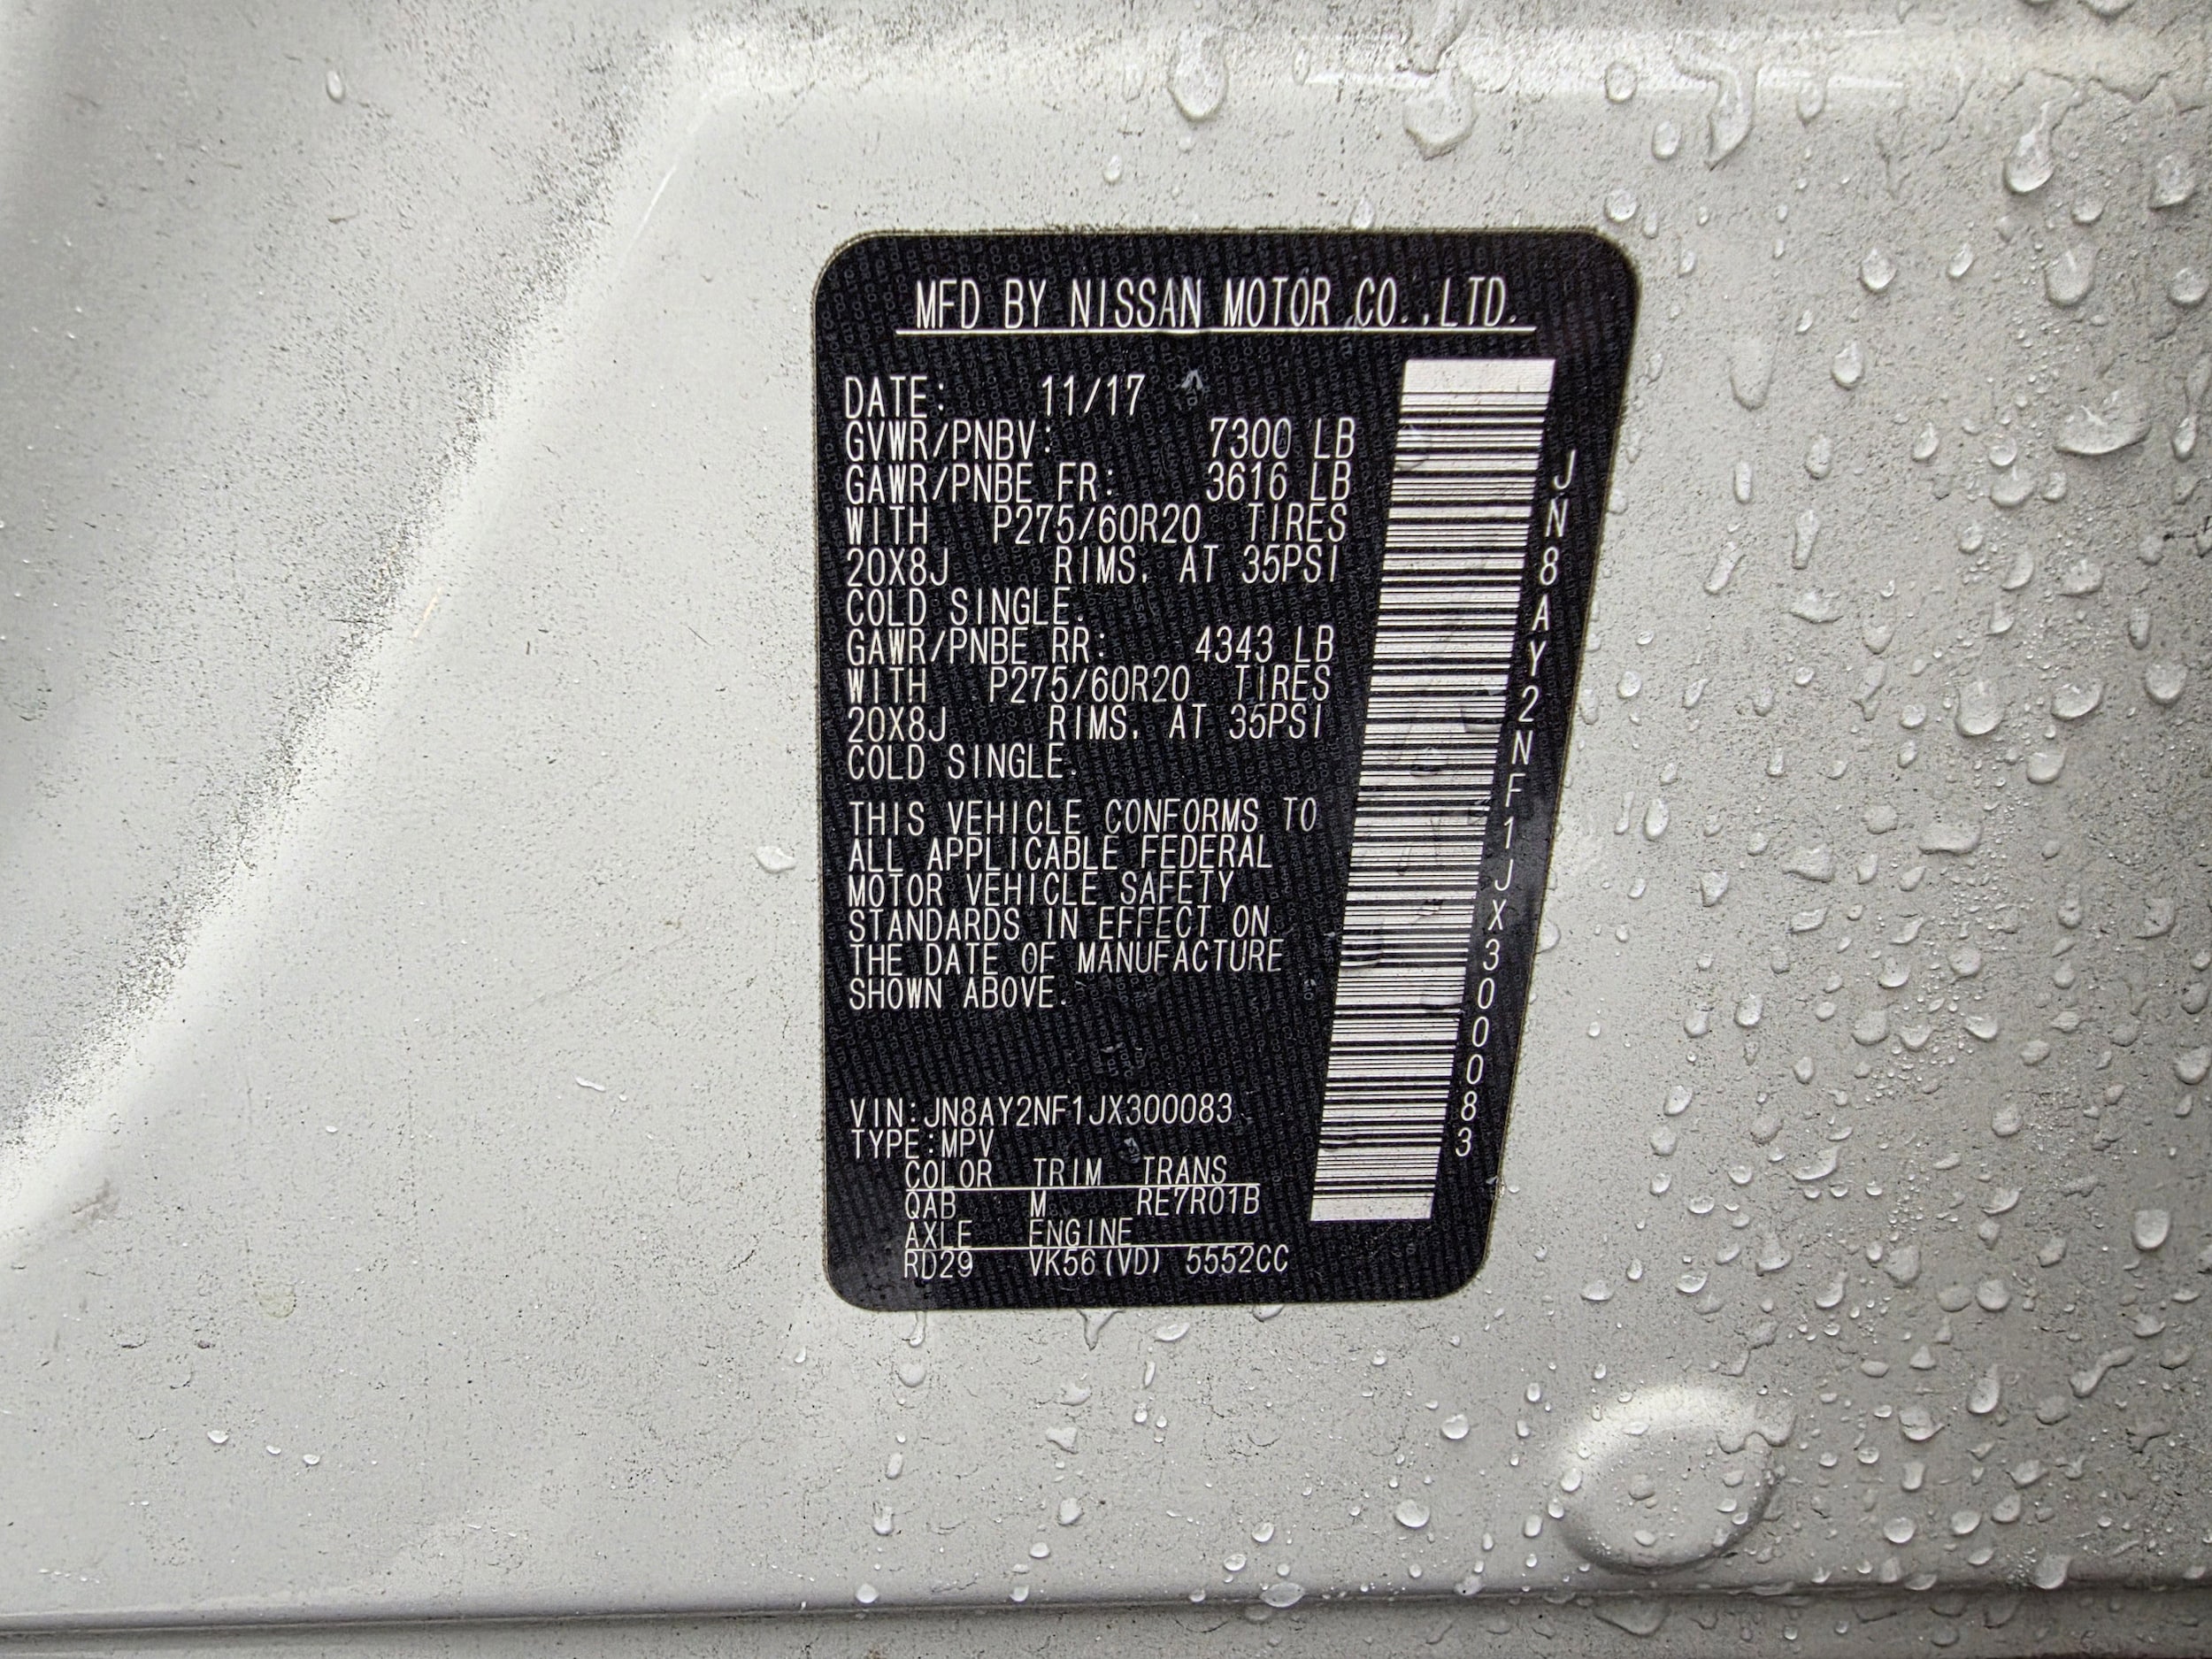 MFD BY NISSAN MOTOR CO.,LTD.
DATE: 11/17
GVWR/PNBV: 7300 LB
GAWR/PNBE FR: 3616 LB
WITH P275/60R20 TIRES
20X8J RIMS, AT 35PSI
COLD SINGLE.
GAWR/PNBE RR: 4343 LB
WITH P275/60R20 TIRES
20X8J RIMS, AT 35PSI
COLD SINGLE.
THIS VEHICLE CONFORMS TO
ALL APPLICABLE FEDERAL
MOTOR VEHICLE SAFETY
STANDARDS IN EFFECT ON
THE DATE OF MANUFACTURE
SHOWN ABOVE.
VIN:JN8AY2NF1JX300083
TYPE:MPV
COLOR TRIM TRANS
QAB M RE7R01B
AXLE ENGINE
RD29 VK56(VD) 5552CC
JN8AY2NF1JX300083